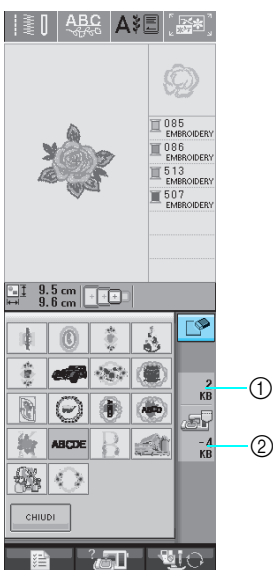 ABC
A
085
EMBROIDERY
086
EMBROIDERY
513
EMBROIDERY
507
EMBROIDERY
9.5 cm
9.6 cm
2
KB
①
-4
KB
②
ABCDE
B
CHIUDI
?